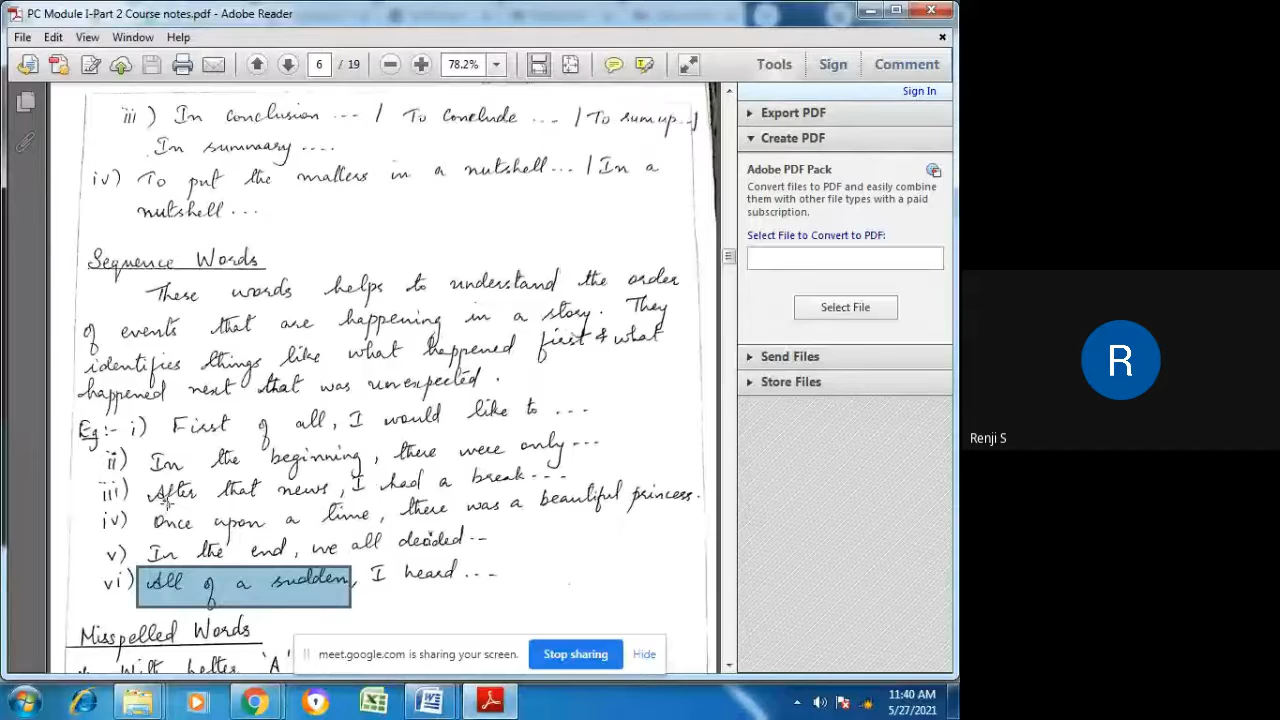 PC Module I-Part 2 Course notes.pdf - Adobe Reader
File Edit View Window Help
6 / 19 78.2% Tools Sign Comment
Sign In
Export PDF
Create PDF
Adobe PDF Pack
Convert files to PDF and easily combine
them with other file types with a paid
subscription.
Select File to Convert to PDF:
Select File
Send Files
Store Files
iii) In conclusion ... / To conclude ... / To sum up.../
In summary ....
iv) To put the matters in a nutshell... / In a
nutshell...
Sequence Words
These words helps to understand the order
of events that are happening in a story. They
identifies things like what happened first & what
happened next that was unexpected.
Eg:- i) First of all, I would like to ...
ii) In the beginning, there were only ...
iii) After that news, I had a break...
iv) Once upon a time, there was a beautiful princess.
v) In the end, we all decided --
vi) All of a sudden, I heard ...
Misspelled Words
letter 'A'
meet.google.com is sharing your screen. Stop sharing Hide
R
Renji S
11:40 AM
5/27/2021